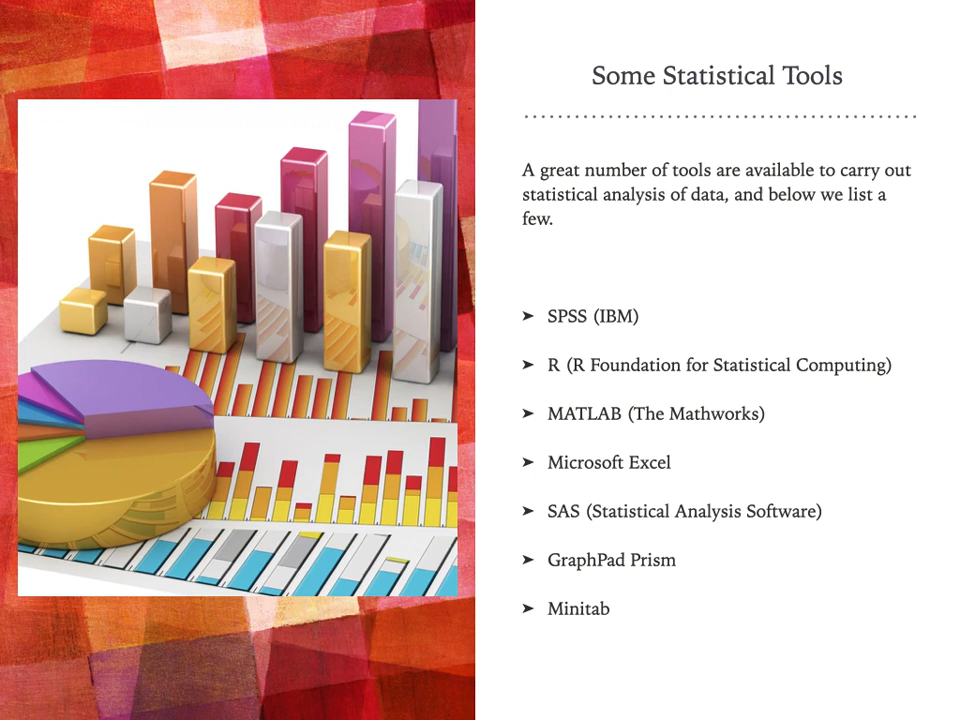 Some Statistical Tools
A great number of tools are available to carry out
statistical analysis of data, and below we list a
few.
➤ SPSS (IBM)
➤ R (R Foundation for Statistical Computing)
➤ MATLAB (The Mathworks)
➤ Microsoft Excel
➤ SAS (Statistical Analysis Software)
➤ GraphPad Prism
➤ Minitab